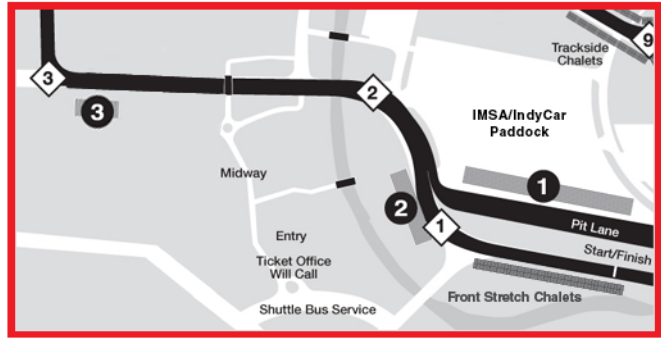 9
Trackside
Chalets
3
2
3
IMSA/IndyCar
Paddock
Midway
1
2
1
Pit Lane
Entry
Start/Finish
Ticket Office
Will Call
Front Stretch Chalets
Shuttle Bus Service